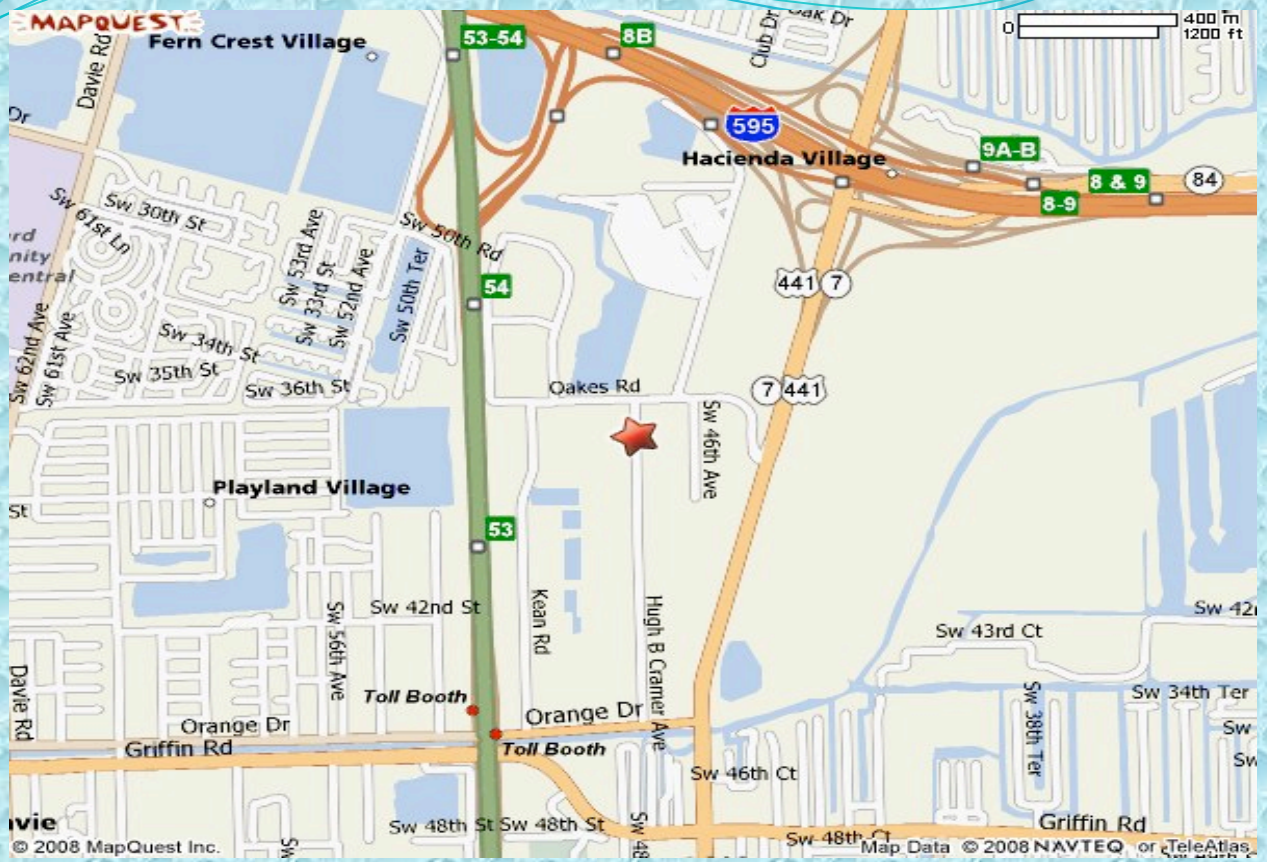 MAPQUEST
Fern Crest Village
53-54
8B
Club Dr
Oak Dr
0
400 m
1200 ft
Davie Rd
Dr
595
Hacienda Village
9A-B
8 & 9
84
8-9
Sw 61st Ln
Sw 30th St
Sw 53rd Ave
Sw 33rd St
Sw 52nd Ave
Sw 50th Rd
Sw 50th Ter
54
441
7
rd
nity
entral
Sw 62nd Ave
Sw 61st Ave
Sw 34th St
Sw 35th St
Sw 36th St
Oakes Rd
7
441
Sw 46th Ave
Playland Village
St
53
Kean Rd
Hugh B Cramer Ave
Sw 42nd St
Sw 56th Ave
Sw 42
Sw 43rd Ct
Davie Rd
Toll Booth
Orange Dr
Orange Dr
Sw 34th Ter
Sw 38th Ter
Sw
Sw
Griffin Rd
Toll Booth
Sw 46th Ct
vie
Sw 48th St
Sw 48th St
Sw 48
Sw 48th Ct
Griffin Rd
Sw
© 2008 MapQuest Inc.
Map Data © 2008 NAVTEQ or TeleAtlas